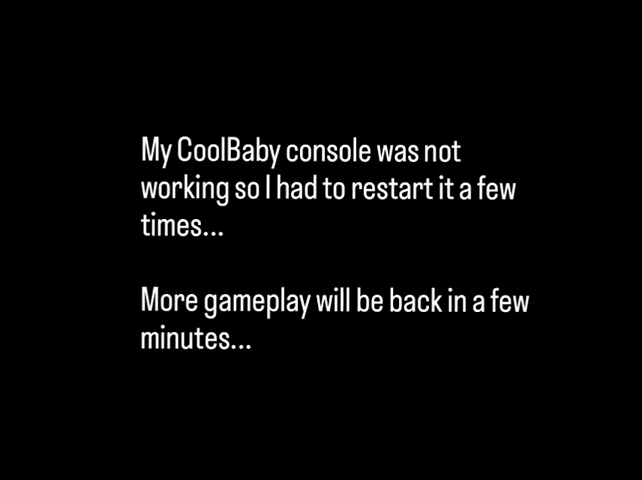 My CoolBaby console was not
working so I had to restart it a few
times...
More gameplay will be back in a few
minutes...